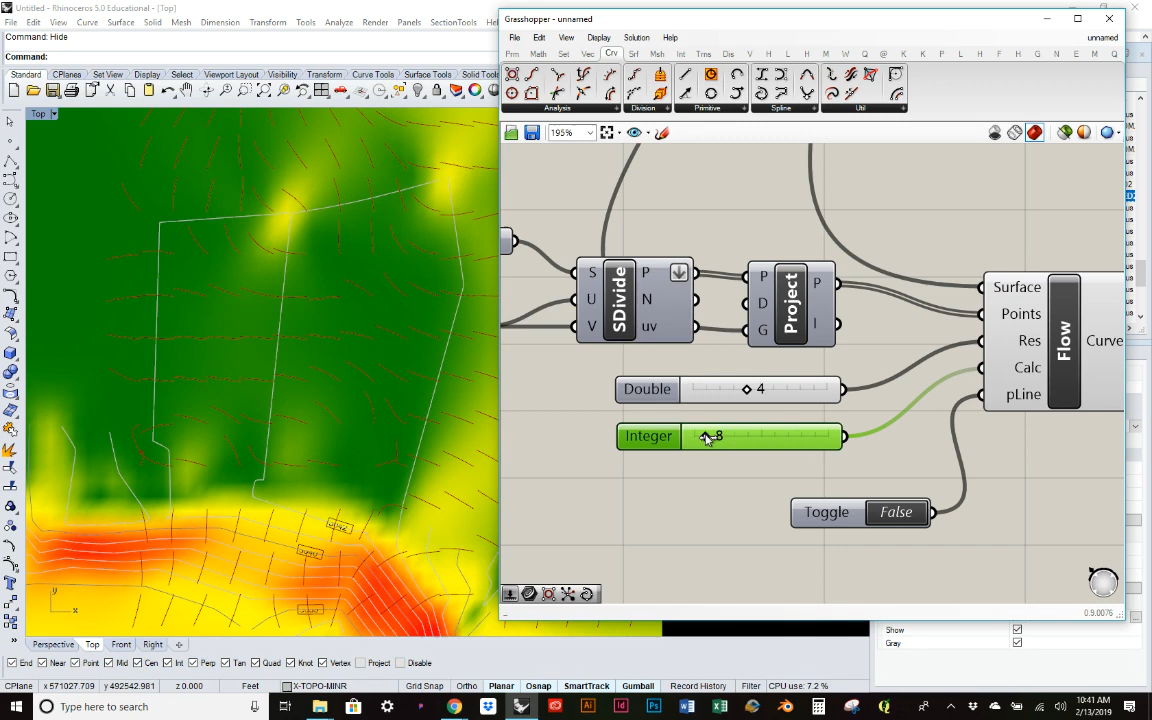 Untitled - Rhinoceros 5.0 Educational - [Top]
File Edit View Curve Surface Solid Mesh Dimension Transform Tools Analyze Render Panels SectionTools
Command: Hide
Command:
Standard CPlanes Set View Display Select Viewport Layout Visibility Transform Curve Tools Surface Tools Solid Tools
Top
Grasshopper - unnamed
File Edit View Display Solution Help
unnamed
Prm Math Set Vec Crv Srf Msh Int Trns Dis V H L H M W Q @ K K P L H F H G N E M Q
Analysis Division Primitive Spline Util
195%
S U V SDivide P N uv
P D G Project P I
Surface
Points
Res
Calc
pLine
Flow
Curve
Double 4
Integer 8
Toggle False
0.9.0076
y
x
Perspective Top Front Right
Show
Gray
End Near Point Mid Cen Int Perp Tan Quad Knot Vertex Project Disable
CPlane x 571027.709 y 492542.981 z 0.000 Feet X-TOPO-MINR Grid Snap Ortho Planar Osnap SmartTrack Gumball Record History Filter CPU use: 7.2 %
Type here to search
10:41 AM
2/13/2019